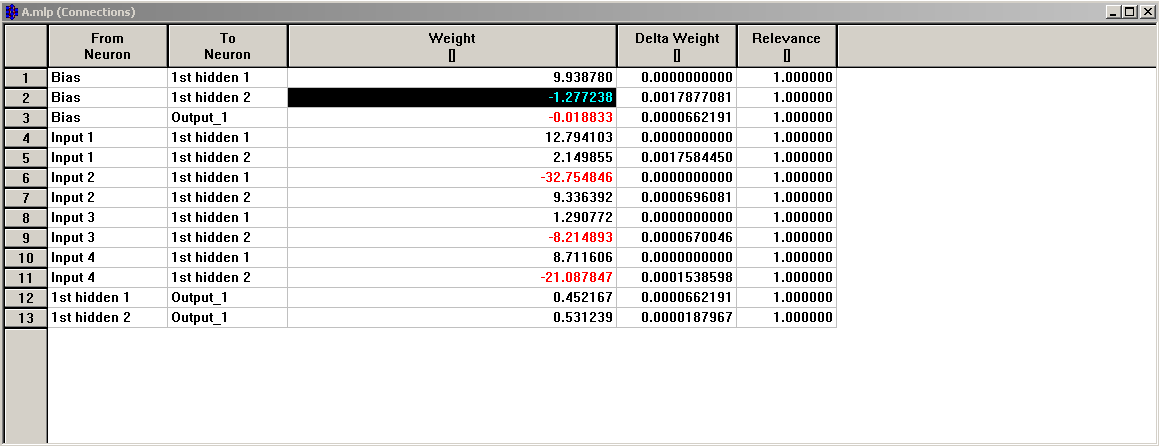 A.mlp (Connections)
From Neuron To Neuron Weight [] Delta Weight [] Relevance []
1 Bias 1st hidden 1 9.938780 0.0000000000 1.000000
2 Bias 1st hidden 2 -1.277238 0.0017877081 1.000000
3 Bias Output_1 -0.018833 0.0000662191 1.000000
4 Input 1 1st hidden 1 12.794103 0.0000000000 1.000000
5 Input 1 1st hidden 2 2.149855 0.0017584450 1.000000
6 Input 2 1st hidden 1 -32.754846 0.0000000000 1.000000
7 Input 2 1st hidden 2 9.336392 0.0000696081 1.000000
8 Input 3 1st hidden 1 1.290772 0.0000000000 1.000000
9 Input 3 1st hidden 2 -8.214893 0.0000670046 1.000000
10 Input 4 1st hidden 1 8.711606 0.0000000000 1.000000
11 Input 4 1st hidden 2 -21.087847 0.0001538598 1.000000
12 1st hidden 1 Output_1 0.452167 0.0000662191 1.000000
13 1st hidden 2 Output_1 0.531239 0.0000187967 1.000000